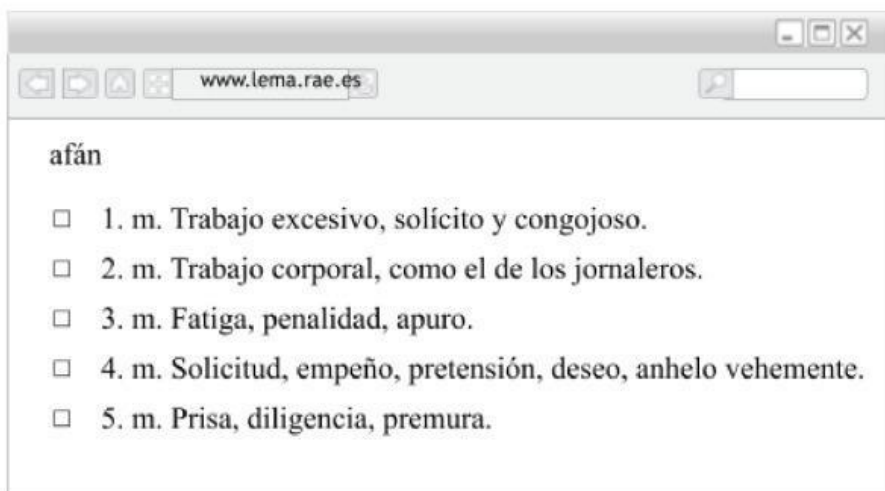 www.lema.rae.es
afán
1. m. Trabajo excesivo, solícito y congojoso.
2. m. Trabajo corporal, como el de los jornaleros.
3. m. Fatiga, penalidad, apuro.
4. m. Solicitud, empeño, pretensión, deseo, anhelo vehemente.
5. m. Prisa, diligencia, premura.